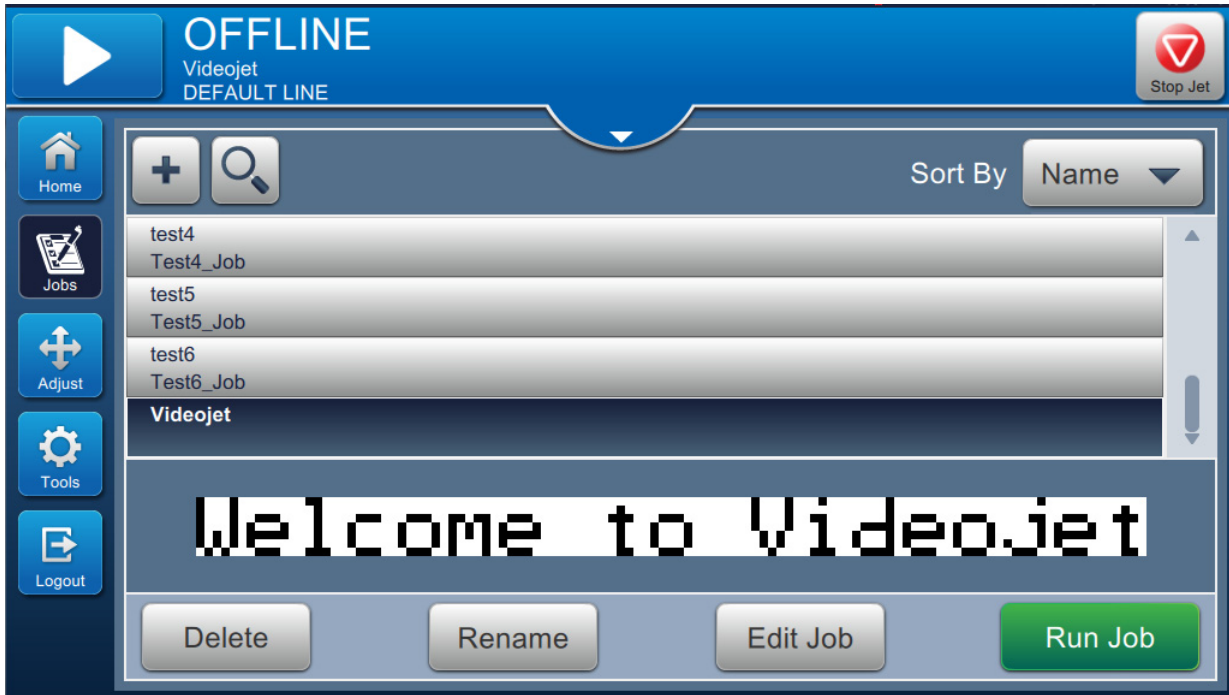 OFFLINE
Videojet
DEFAULT LINE
Stop Jet
Home
Jobs
Adjust
Tools
Logout
+
Sort By Name
test4
Test4_Job
test5
Test5_Job
test6
Test6_Job
Videojet
Welcome to Videojet
Delete Rename Edit Job Run Job